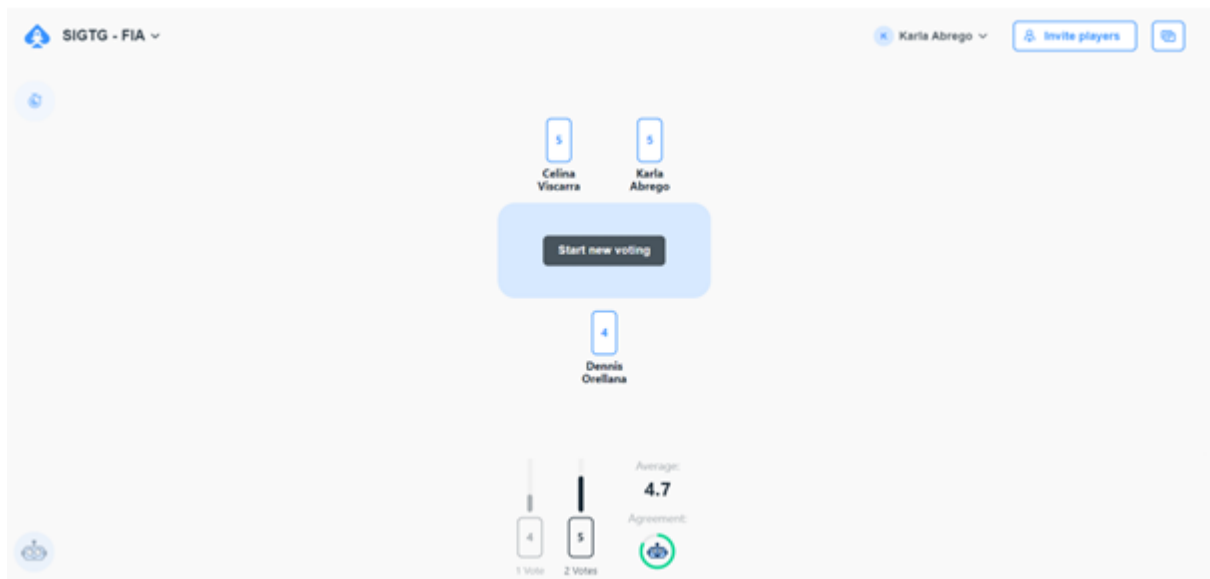 SIGTG - FIA
K Karla Abrego
Invite players
5 5
Celina Viscarra
Karla Abrego
Start new voting
4
Dennis Orellana
Average:
4.7
Agreement:
4 5
1 Vote 2 Votes